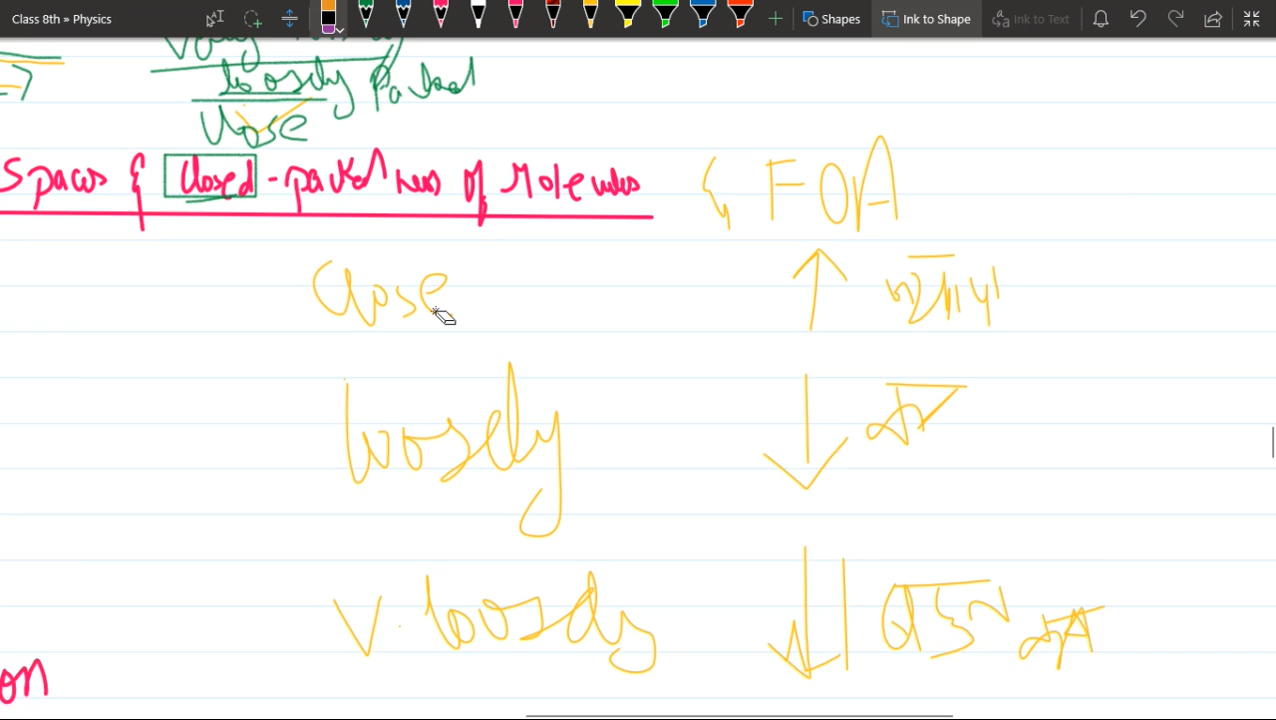 Class 8th » Physics
Shapes
Ink to Shape
Ink to Text
loosely Packed
Close
Spaces & Closed-packedness of Molecules & FOA
Close ↑ ज्यादा
loosely ↓ कम
V. loosely ↓↓ बहुत कम
on